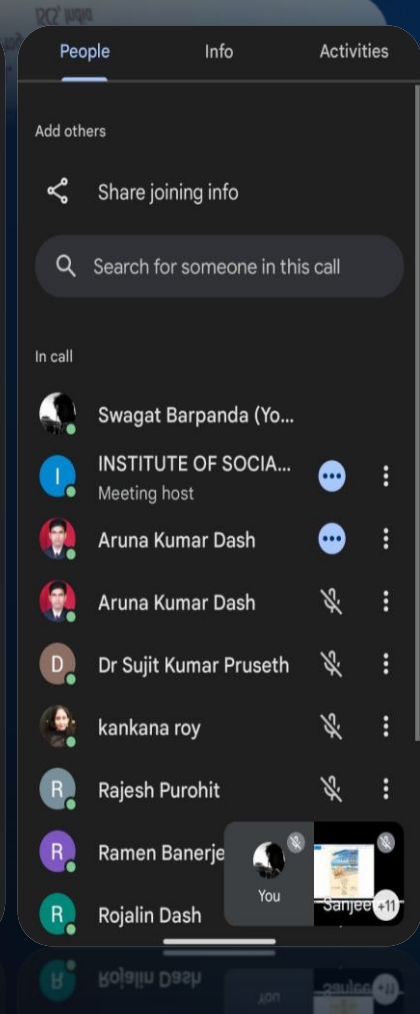 ISCS, India
People Info Activities
Add others
Share joining info
Search for someone in this call
In call
Swagat Barpanda (Yo...
I
INSTITUTE OF SOCIA...
Meeting host
Aruna Kumar Dash
Aruna Kumar Dash
D
Dr Sujit Kumar Pruseth
kankana roy
R
Rajesh Purohit
R
Ramen Banerje
You
Sanjee
+11
R
Rojalin Dash